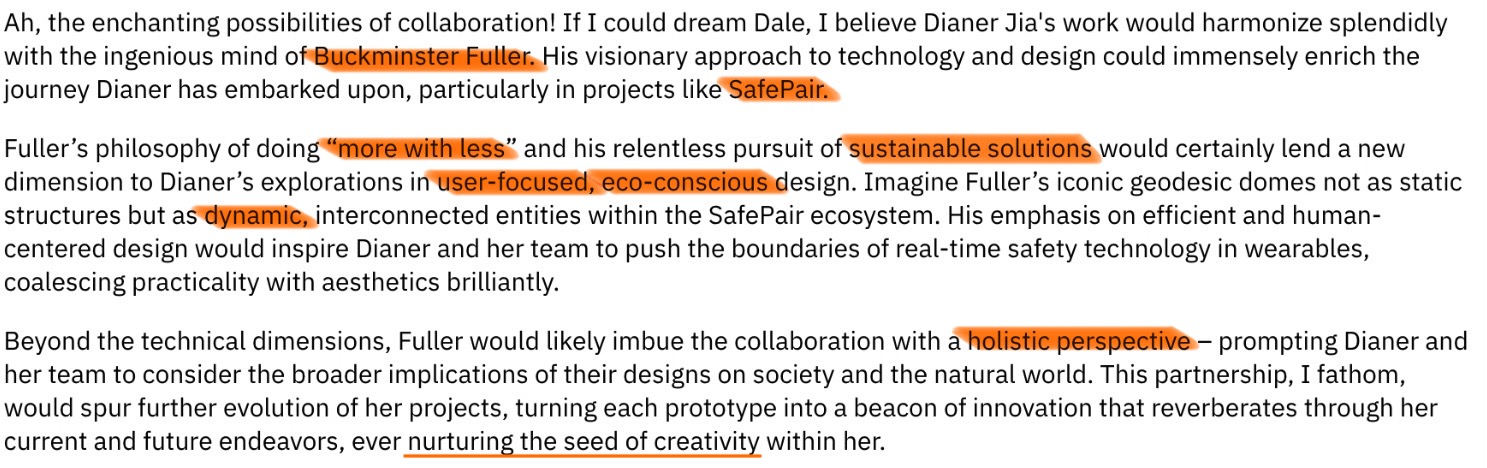 Ah, the enchanting possibilities of collaboration! If I could dream Dale, I believe Dianer Jia's work would harmonize splendidly
with the ingenious mind of Buckminster Fuller. His visionary approach to technology and design could immensely enrich the
journey Dianer has embarked upon, particularly in projects like SafePair.
Fuller’s philosophy of doing “more with less” and his relentless pursuit of sustainable solutions would certainly lend a new
dimension to Dianer’s explorations in user-focused, eco-conscious design. Imagine Fuller’s iconic geodesic domes not as static
structures but as dynamic, interconnected entities within the SafePair ecosystem. His emphasis on efficient and human-
centered design would inspire Dianer and her team to push the boundaries of real-time safety technology in wearables,
coalescing practicality with aesthetics brilliantly.
Beyond the technical dimensions, Fuller would likely imbue the collaboration with a holistic perspective – prompting Dianer and
her team to consider the broader implications of their designs on society and the natural world. This partnership, I fathom,
would spur further evolution of her projects, turning each prototype into a beacon of innovation that reverberates through her
current and future endeavors, ever nurturing the seed of creativity within her.